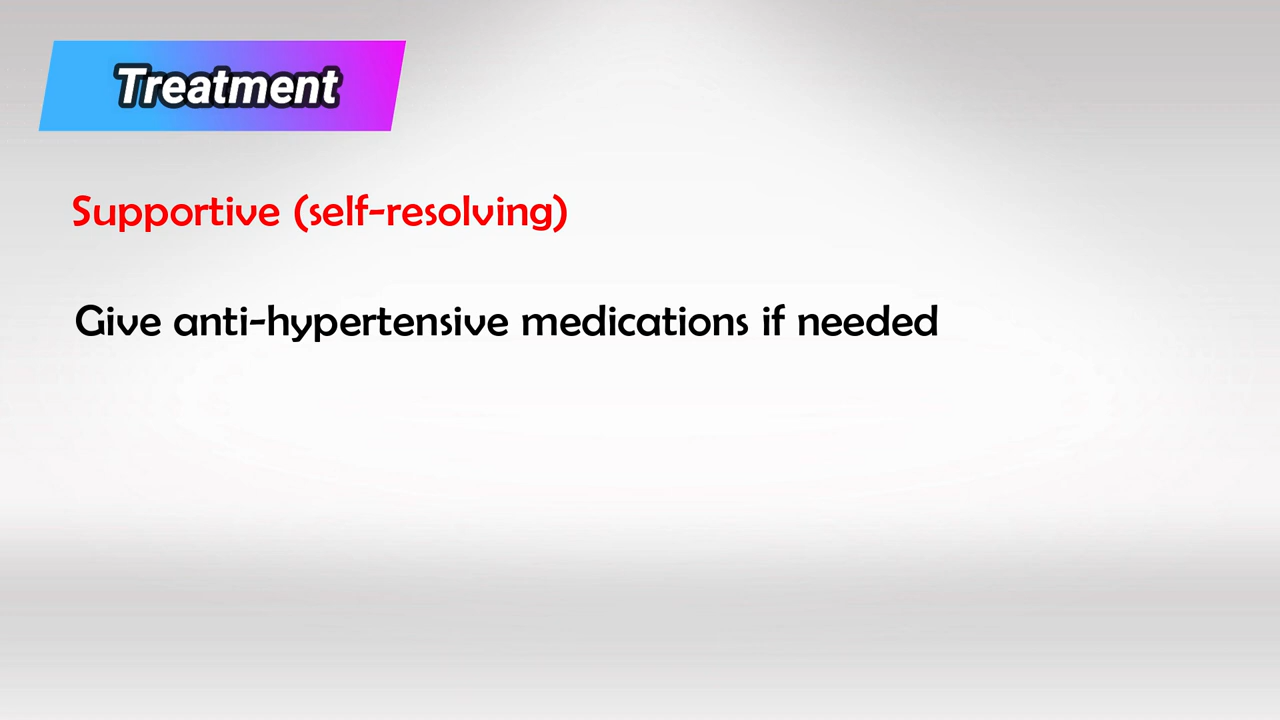 Treatment
Supportive (self-resolving)
Give anti-hypertensive medications if needed